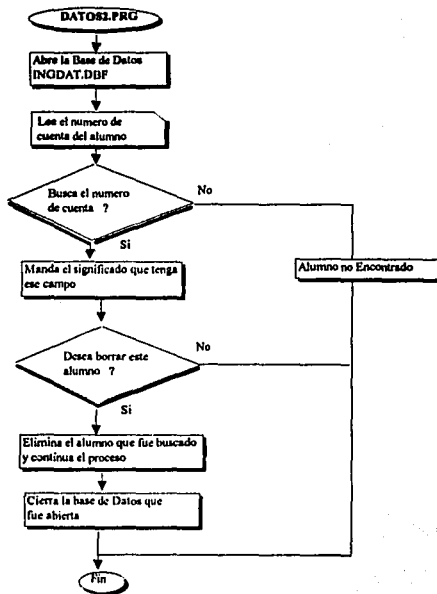 DATOS2.PRG
Abre la Base de Datos
INGDAT.DBF
Lee el numero de
cuenta del alumno
Busca el numero
de cuenta ?
No
Si
Manda el significado que tenga
ese campo
Alumno no Encontrado
Desea borrar este
alumno ?
No
Si
Elimina el alumno que fue buscado
y continua el proceso
Cierra la base de Datos que
fue abierta
Fin